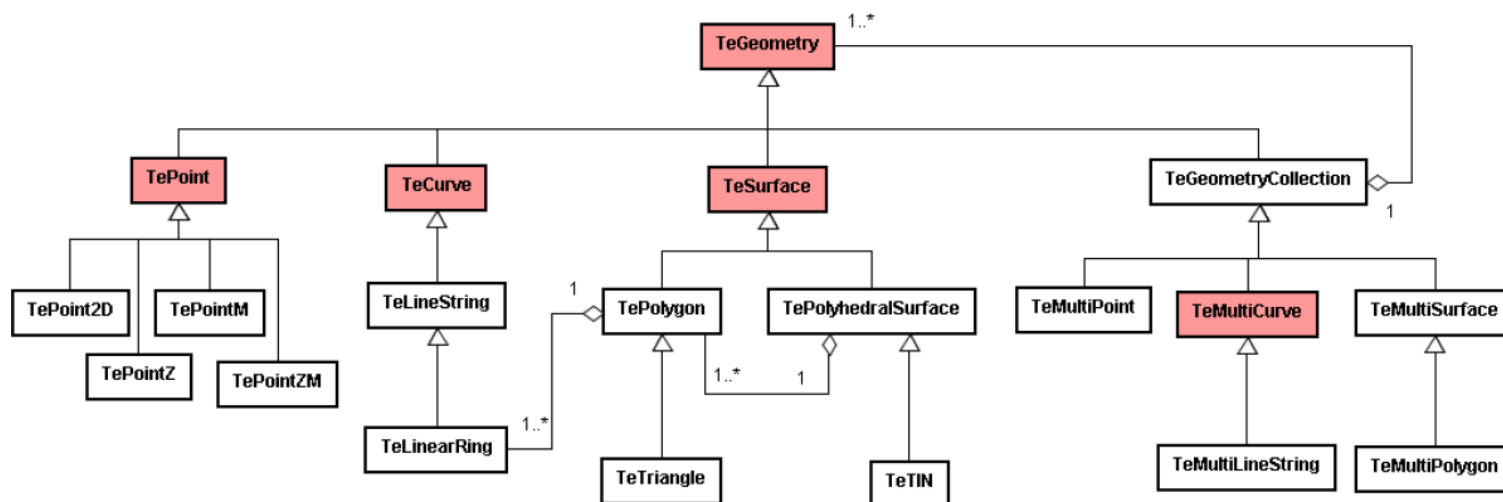 1..*
TeGeometry
TePoint
TeCurve
TeSurface
TeGeometryCollection
1
TePoint2D
TePointM
TePointZ
TePointZM
TeLineString
1
TePolygon
TePolyhedralSurface
TeMultiPoint
TeMultiCurve
TeMultiSurface
1..*
1
1..*
TeLinearRing
TeTriangle
TeTIN
TeMultiLineString
TeMultiPolygon